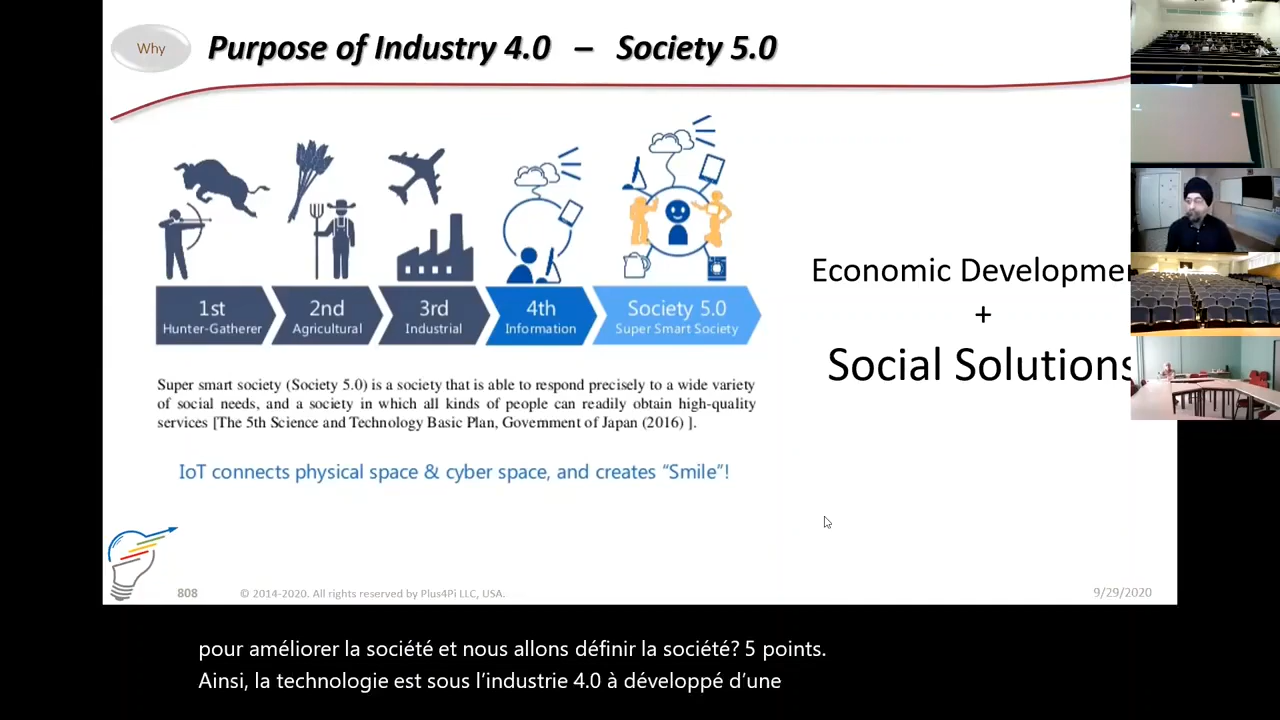 Why
Purpose of Industry 4.0 – Society 5.0
1st
Hunter-Gatherer
2nd
Agricultural
3rd
Industrial
4th
Information
Society 5.0
Super Smart Society
Super smart society (Society 5.0) is a society that is able to respond precisely to a wide variety
of social needs, and a society in which all kinds of people can readily obtain high-quality
services [The 5th Science and Technology Basic Plan, Government of Japan (2016) ].
IoT connects physical space & cyber space, and creates “Smile”!
Economic Developme
+
Social Solutions
808
© 2014-2020. All rights reserved by Plus4Pi LLC, USA.
9/29/2020
pour améliorer la société et nous allons définir la société? 5 points.
Ainsi, la technologie est sous l’industrie 4.0 à développé d’une